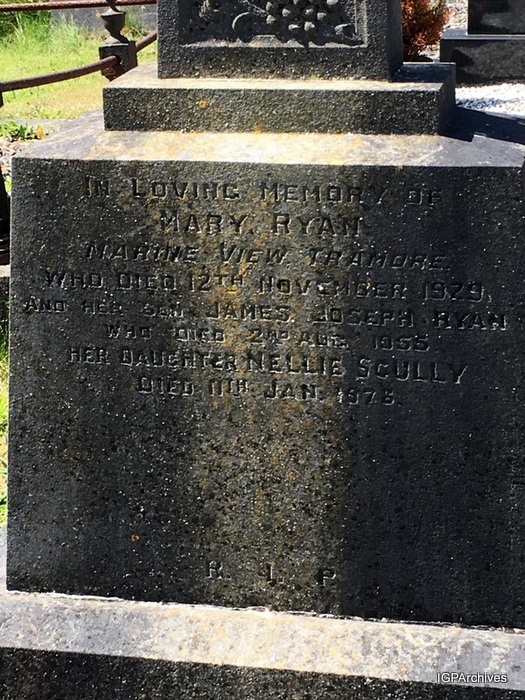 IN LOVING MEMORY OF
MARY RYAN
MARINE VIEW TRAMORE
WHO DIED 12TH NOVEMBER 1929.
AND HER SON JAMES JOSEPH RYAN
WHO DIED 2ND AUG. 1955
HER DAUGHTER NELLIE SCULLY
DIED 11TH. JAN.
R. I. P.
IGPArchives